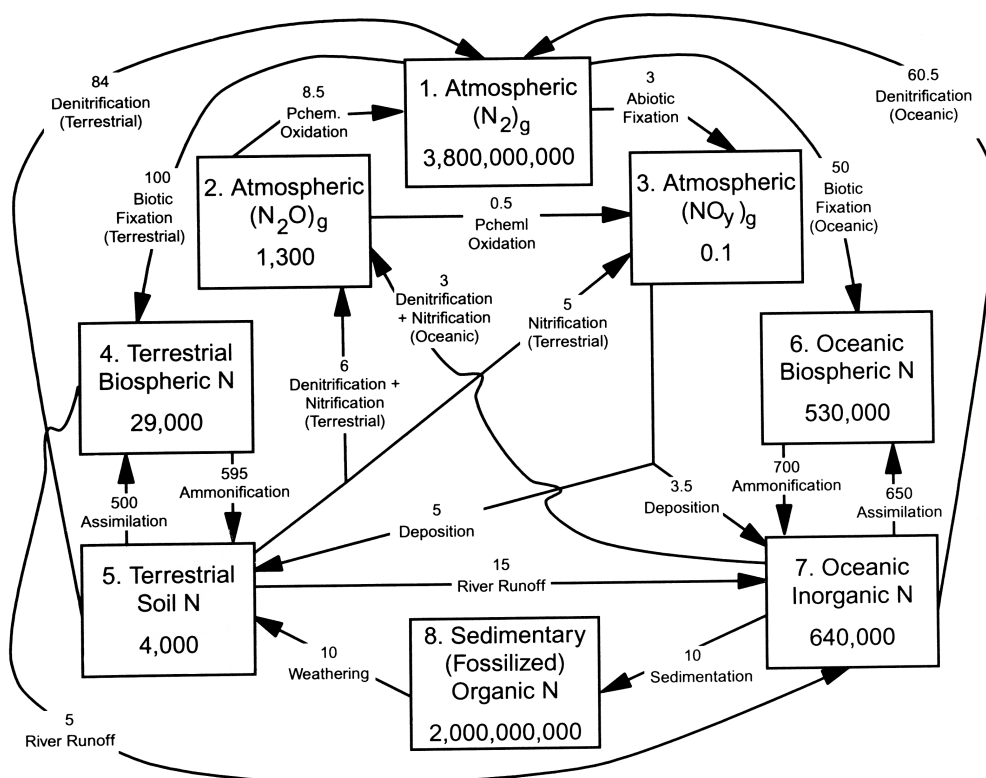 84
Denitrification
(Terrestrial)
8.5
Pchem.
Oxidation
1. Atmospheric
(N2)g
3,800,000,000
3
Abiotic
Fixation
60.5
Denitrification
(Oceanic)
100
Biotic
Fixation
(Terrestrial)
2. Atmospheric
(N2O)g
1,300
0.5
Pcheml
Oxidation
3. Atmospheric
(NOy)g
0.1
50
Biotic
Fixation
(Oceanic)
3
Denitrification
+ Nitrification
(Oceanic)
5
Nitrification
(Terrestrial)
4. Terrestrial
Biospheric N
29,000
6
Denitrification +
Nitrification
(Terrestrial)
6. Oceanic
Biospheric N
530,000
500
Assimilation
595
Ammonification
5
Deposition
3.5
Deposition
700
Ammonification
650
Assimilation
5. Terrestrial
Soil N
4,000
15
River Runoff
7. Oceanic
Inorganic N
640,000
10
Weathering
8. Sedimentary
(Fossilized)
Organic N
2,000,000,000
10
Sedimentation
5
River Runoff